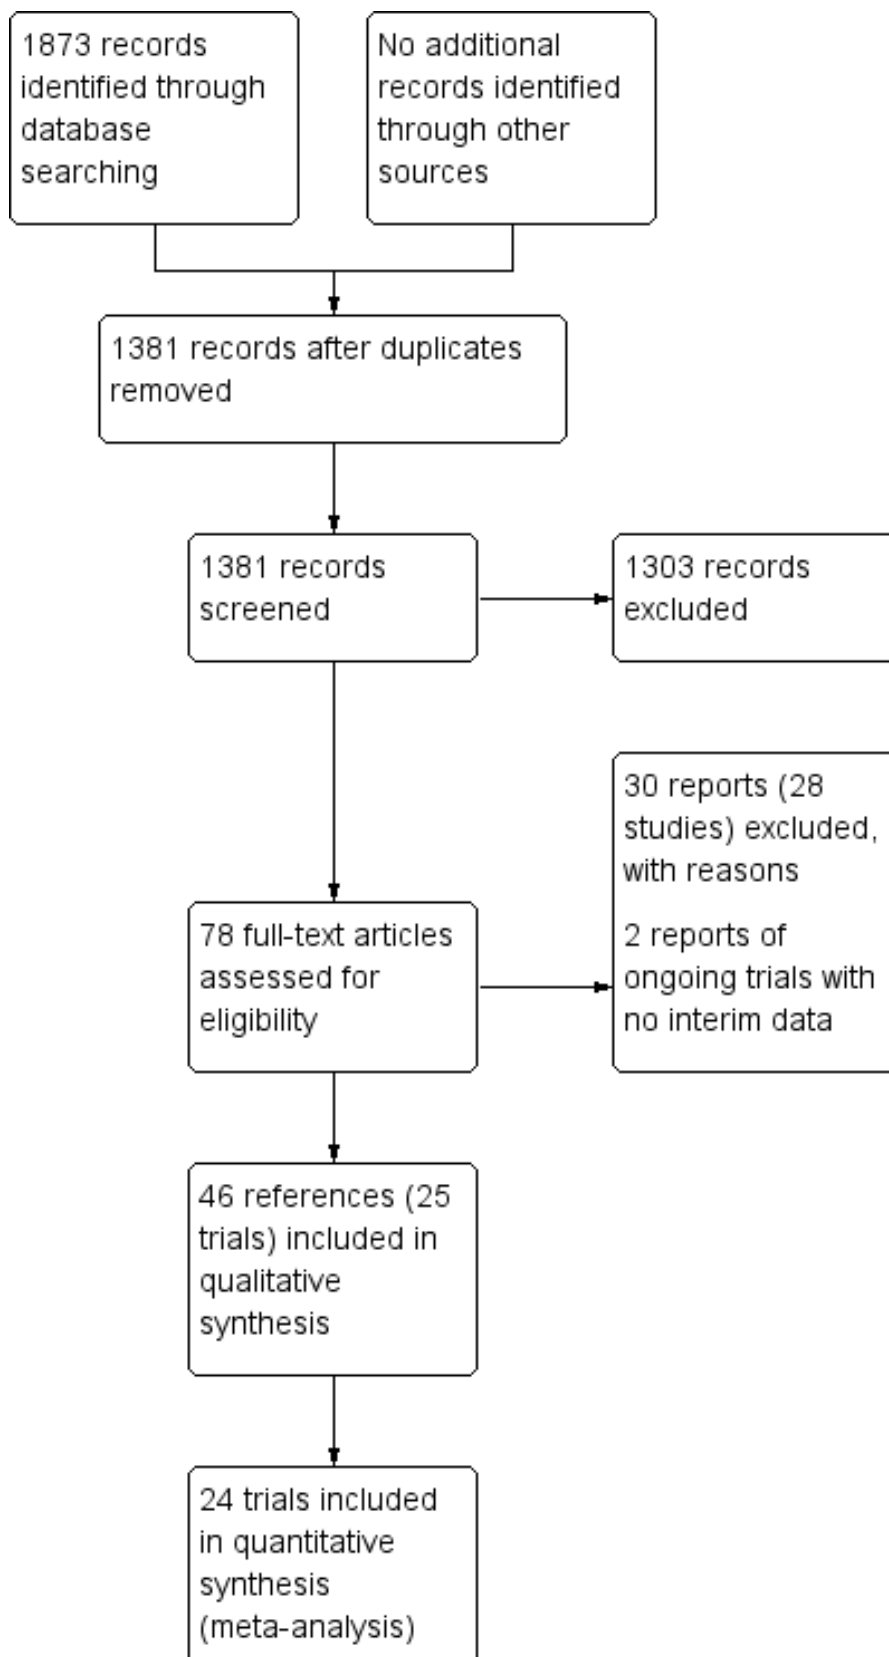 1873 records
identified through
database
searching
No additional
records identified
through other
sources
1381 records after duplicates
removed
1381 records
screened
1303 records
excluded
30 reports (28
studies) excluded,
with reasons
2 reports of
ongoing trials with
no interim data
78 full-text articles
assessed for
eligibility
46 references (25
trials) included in
qualitative
synthesis
24 trials included
in quantitative
synthesis
(meta-analysis)